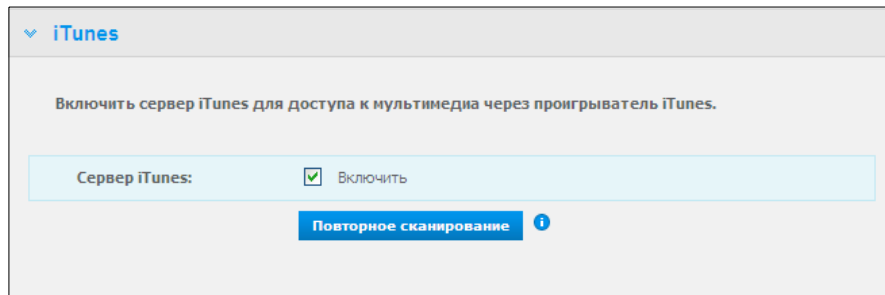 iTunes
Включить сервер iTunes для доступа к мультимедиа через проигрыватель iTunes.
Сервер iTunes: Включить
Повторное сканирование